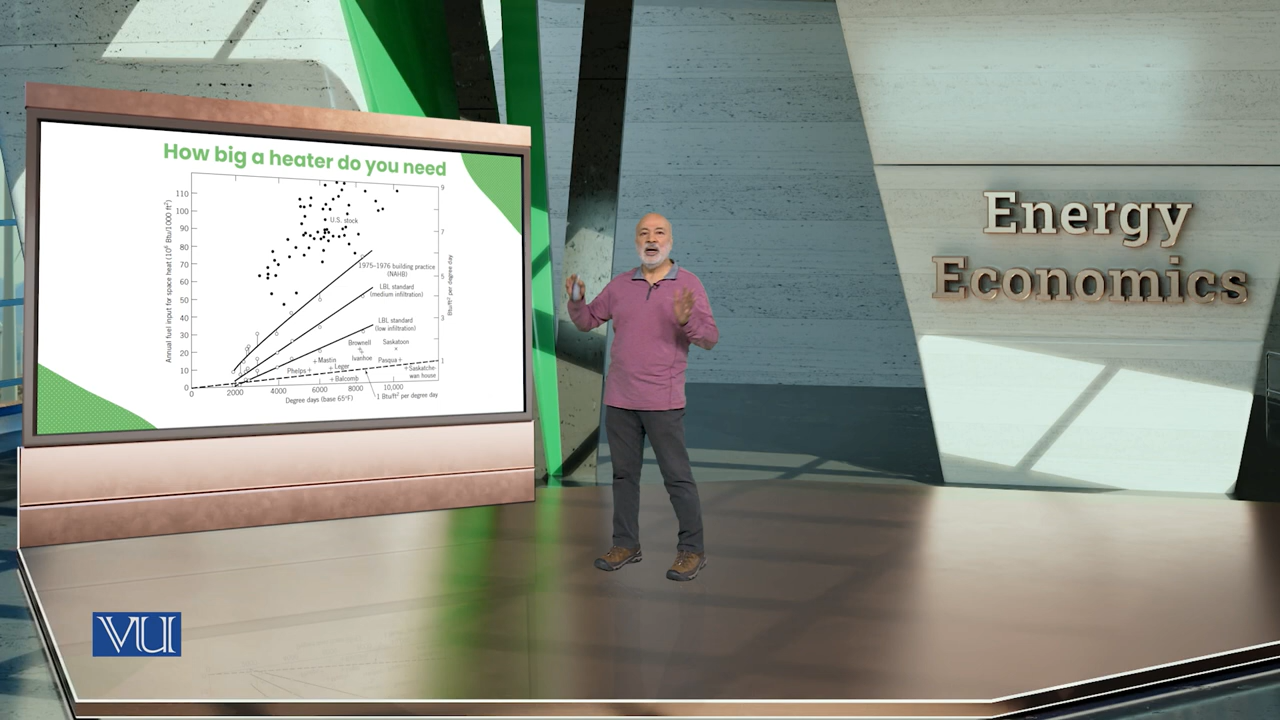 How big a heater do you need
110
100
90
80
70
60
50
40
30
20
10
0
Annual fuel input for space heat (10⁶ Btu/1000 ft²)
9
7
5
3
1
Btu/ft² per degree day
U.S. stock
1975–1976 building practice
(NAHB)
LBL standard
(medium infiltration)
LBL standard
(low infiltration)
Brownell
Saskatoon
Mastin
Ivanhoe
Pasqua
Phelps
Leger
Saskatche-
wan house
Balcomb
0
2000
4000
6000
8000
10,000
Degree days (base 65°F)
1 Btu/ft² per degree day
Energy
Economics
VU